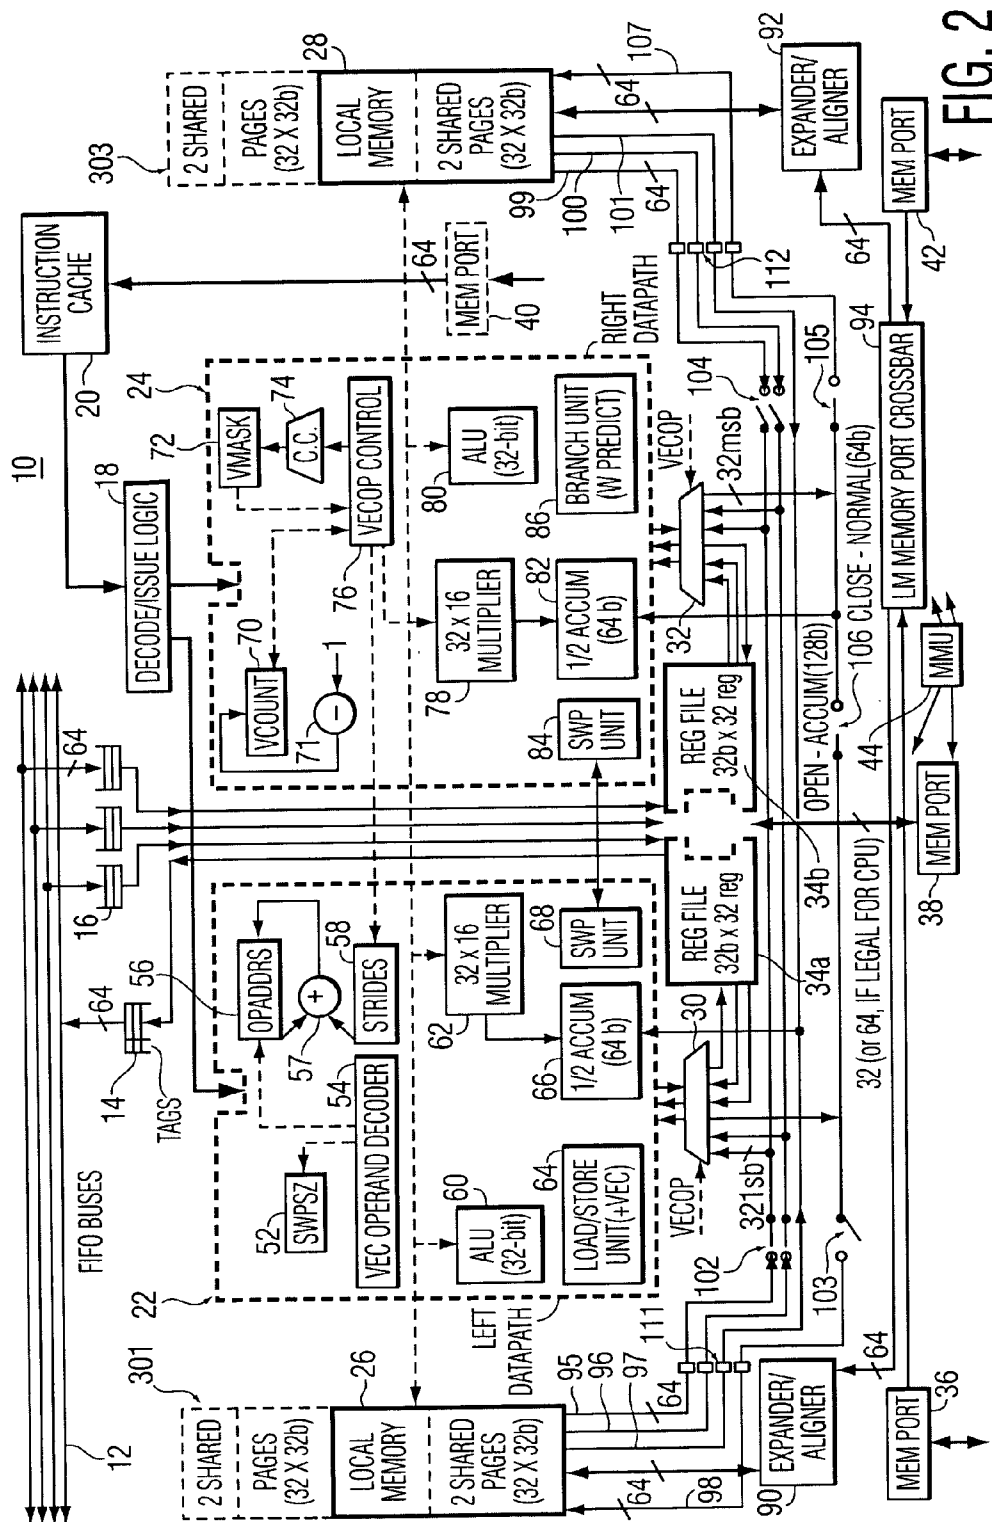 FIG. 2
10
FIFO BUSES
12
14
TAGS
64
16
64
18
DECODE/ISSUE LOGIC
20
INSTRUCTION
CACHE
64
MEM PORT
40
301
2 SHARED
PAGES
(32 X 32b)
26
LOCAL
MEMORY
2 SHARED
PAGES
(32 X 32b)
303
2 SHARED
PAGES
(32 X 32b)
28
LOCAL
MEMORY
2 SHARED
PAGES
(32 X 32b)
22
LEFT
DATAPATH
52
SWPSZ
54
VEC OPERAND DECODER
56
OPADDRS
57
+
58
STRIDES
60
ALU
(32-bit)
62
32 x 16
MULTIPLIER
64
LOAD/STORE
UNIT(+VEC)
66
1/2 ACCUM
(64 b)
68
SWP
UNIT
24
RIGHT
DATAPATH
70
VCOUNT
71
−
1
72
VMASK
74
C.C.
76
VECOP CONTROL
78
32 x 16
MULTIPLIER
80
ALU
(32-bit)
82
1/2 ACCUM
(64 b)
84
SWP
UNIT
86
BRANCH UNIT
(W PREDICT)
VECOP
30
321sb
VECOP
32
32msb
34a
REG FILE
32b x 32 reg
34b
REG FILE
32b x 32 reg
95
96
97
64
98
64
111
102
103
99
100
101
64
107
64
112
104
105
OPEN - ACCUM(128b)
106 CLOSE - NORMAL(64b)
32 (or 64, IF LEGAL FOR CPU)
90
EXPANDER/
ALIGNER
64
92
EXPANDER/
ALIGNER
64
94
LM MEMORY PORT CROSSBAR
36
MEM PORT
38
MEM PORT
42
MEM PORT
44
MMU